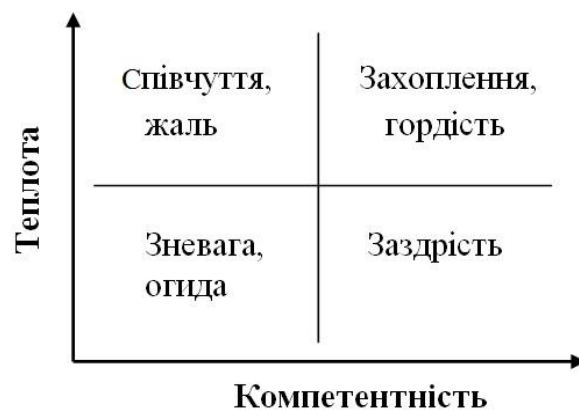 Теплота
Співчуття,
жаль
Захоплення,
гордість
Зневага,
огида
Заздрість
Компетентність